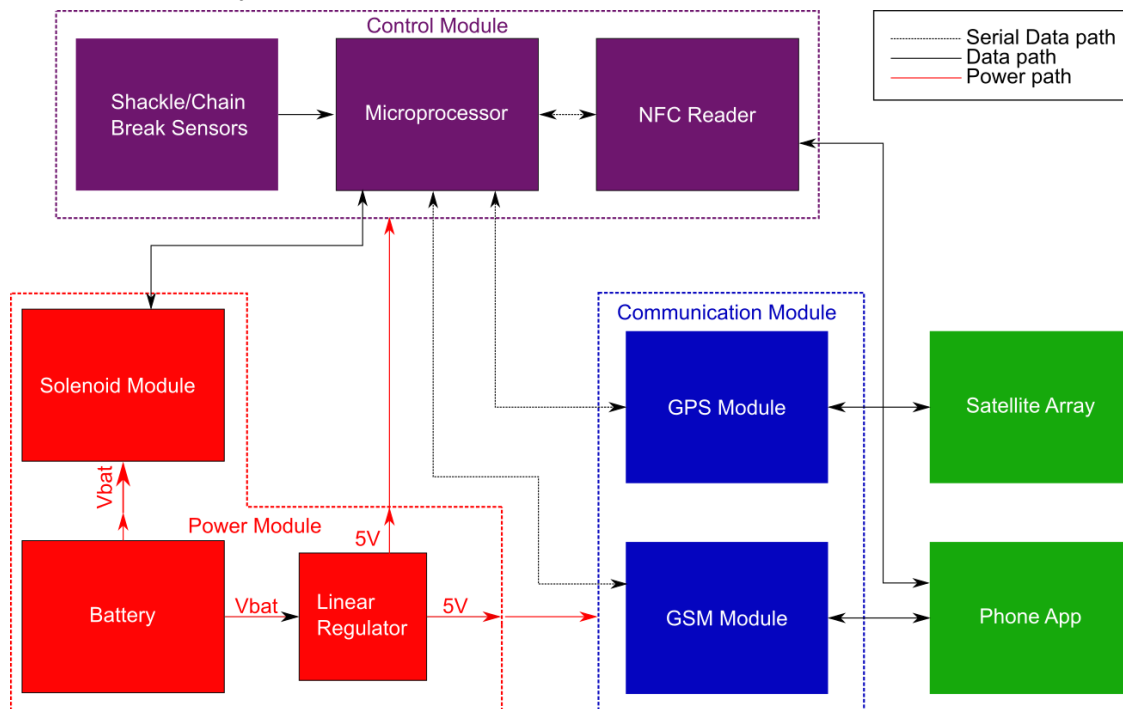 Control Module
Serial Data path
Data path
Power path
Shackle/Chain
Break Sensors
Microprocessor
NFC Reader
Communication Module
Solenoid Module
GPS Module
Satellite Array
Vbat
Power Module
5V
Battery
Vbat
Linear
Regulator
5V
GSM Module
Phone App